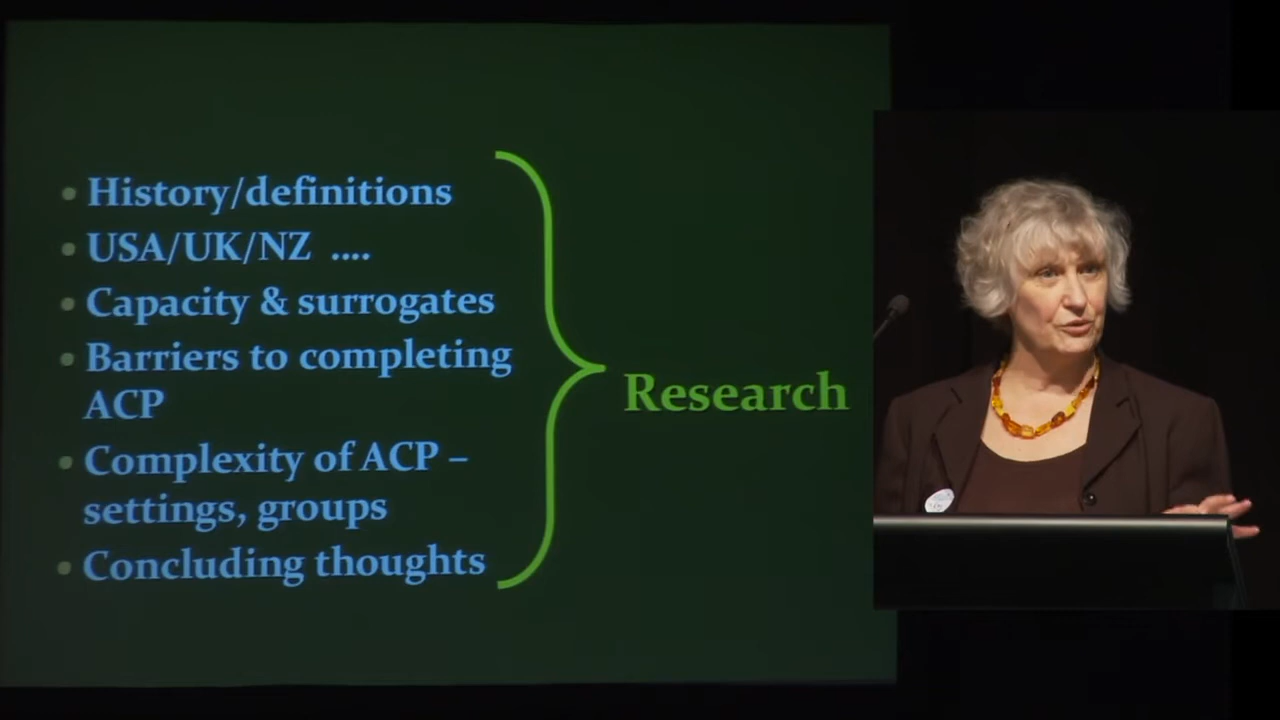 • History/definitions
• USA/UK/NZ ....
• Capacity & surrogates
• Barriers to completing
ACP
• Complexity of ACP –
settings, groups
• Concluding thoughts
Research